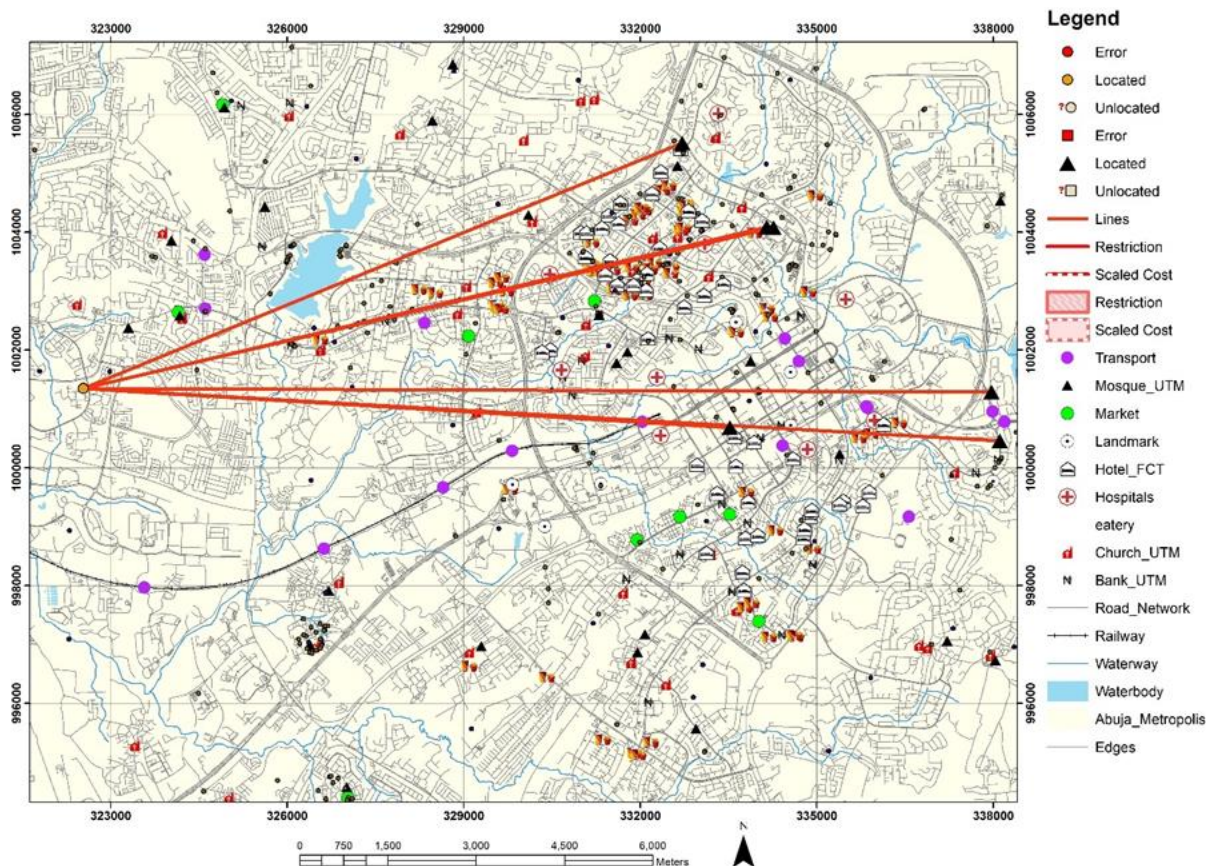 Legend
323000 326000 329000 332000 335000 338000
1006000 1006000
1004000 1004000
1002000 1002000
1000000 1000000
998000 998000
996000 996000
323000 326000 329000 332000 335000 338000
Error
Located
? Unlocated
Error
Located
? Unlocated
Lines
Restriction
Scaled Cost
Restriction
Scaled Cost
Transport
Mosque_UTM
Market
Landmark
Hotel_FCT
Hospitals
eatery
Church_UTM
N Bank_UTM
Road_Network
Railway
Waterway
Waterbody
Abuja_Metropolis
Edges
0 750 1,500 3,000 4,500 6,000
Meters
N